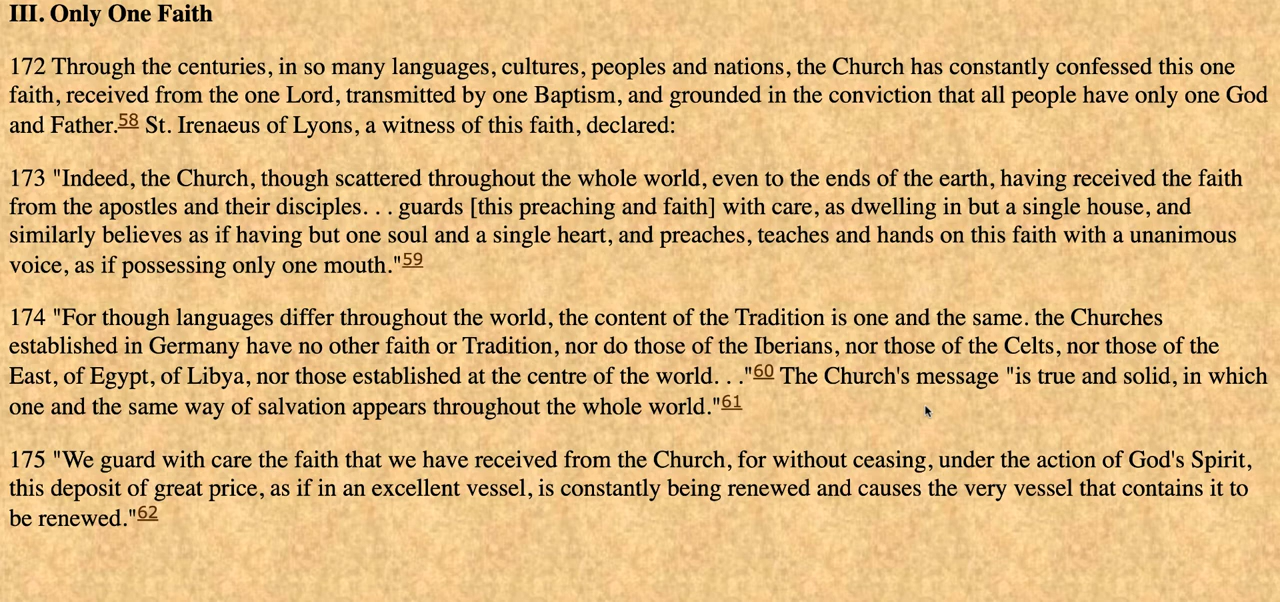 III. Only One Faith
172 Through the centuries, in so many languages, cultures, peoples and nations, the Church has constantly confessed this one
faith, received from the one Lord, transmitted by one Baptism, and grounded in the conviction that all people have only one God
and Father.58 St. Irenaeus of Lyons, a witness of this faith, declared:
173 "Indeed, the Church, though scattered throughout the whole world, even to the ends of the earth, having received the faith
from the apostles and their disciples. . . guards [this preaching and faith] with care, as dwelling in but a single house, and
similarly believes as if having but one soul and a single heart, and preaches, teaches and hands on this faith with a unanimous
voice, as if possessing only one mouth."59
174 "For though languages differ throughout the world, the content of the Tradition is one and the same. the Churches
established in Germany have no other faith or Tradition, nor do those of the Iberians, nor those of the Celts, nor those of the
East, of Egypt, of Libya, nor those established at the centre of the world. . ."60 The Church's message "is true and solid, in which
one and the same way of salvation appears throughout the whole world."61
175 "We guard with care the faith that we have received from the Church, for without ceasing, under the action of God's Spirit,
this deposit of great price, as if in an excellent vessel, is constantly being renewed and causes the very vessel that contains it to
be renewed."62